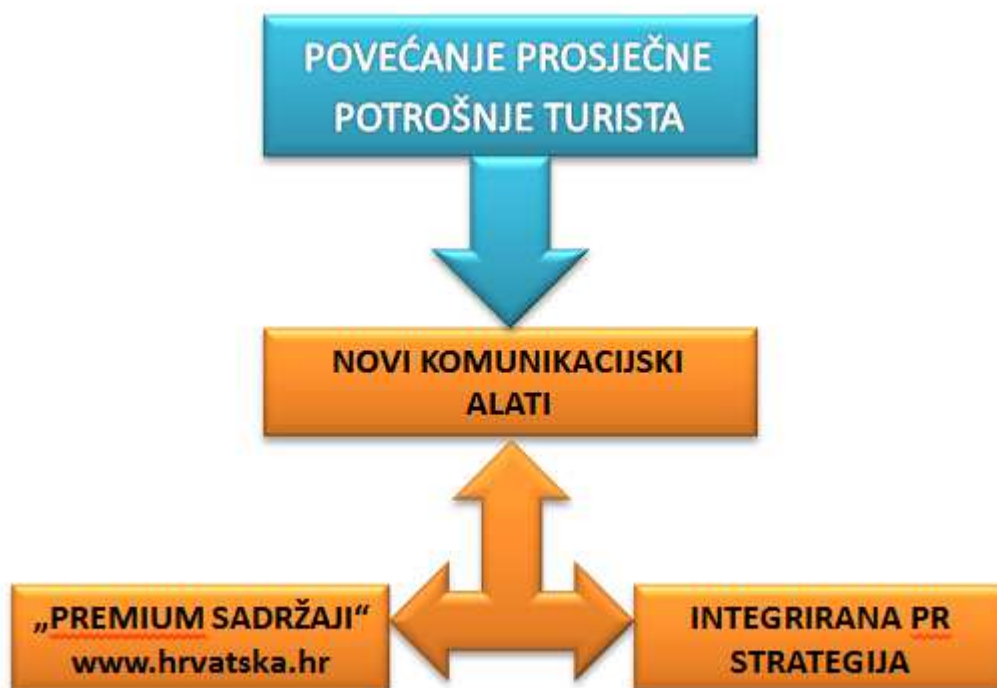 POVEĆANJE PROSJEČNE
POTROŠNJE TURISTA
NOVI KOMUNIKACIJSKI
ALATI
„PREMIUM SADRŽAJI“
www.hrvatska.hr
INTEGRIRANA PR
STRATEGIJA